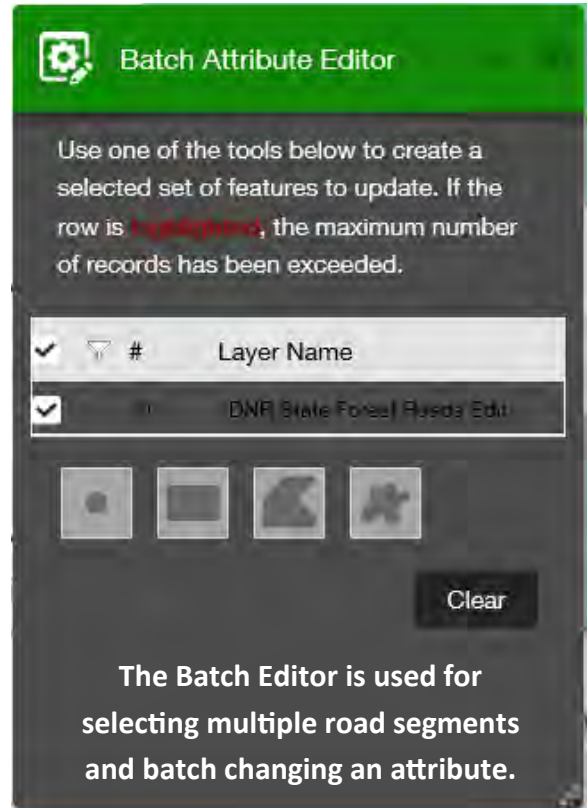 Batch Attribute Editor
Use one of the tools below to create a
selected set of features to update. If the
row is highlighted, the maximum number
of records has been exceeded.
# Layer Name
DNR State Forest Roads Edit
Clear
The Batch Editor is used for
selecting multiple road segments
and batch changing an attribute.